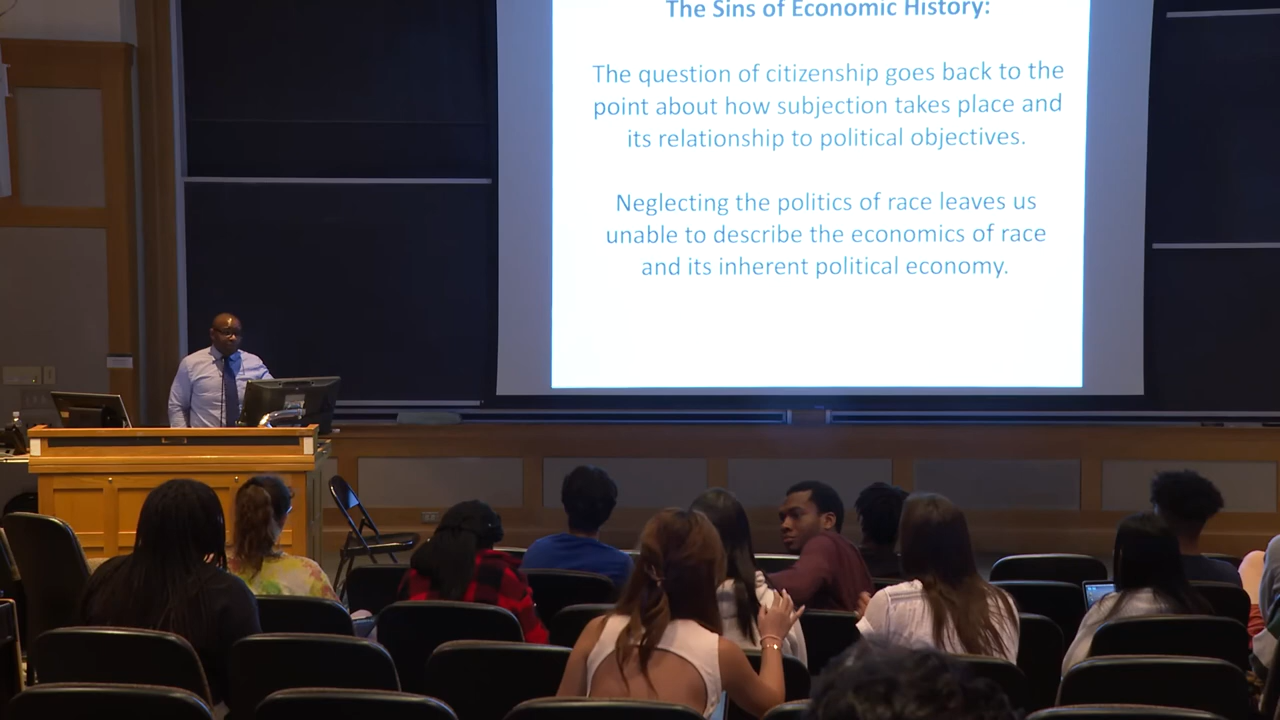 The Sins of Economic History:
The question of citizenship goes back to the
point about how subjection takes place and
its relationship to political objectives.
Neglecting the politics of race leaves us
unable to describe the economics of race
and its inherent political economy.